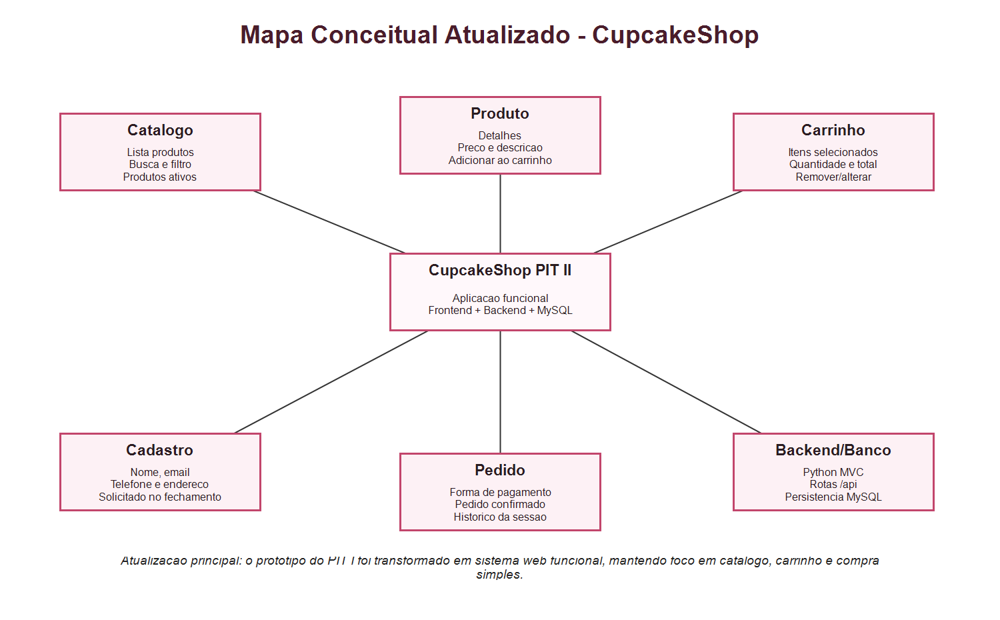 Mapa Conceitual Atualizado - CupcakeShop
Catalogo
Lista produtos
Busca e filtro
Produtos ativos
Produto
Detalhes
Preco e descricao
Adicionar ao carrinho
Carrinho
Itens selecionados
Quantidade e total
Remover/alterar
CupcakeShop PIT II
Aplicacao funcional
Frontend + Backend + MySQL
Cadastro
Nome, email
Telefone e endereco
Solicitado no fechamento
Pedido
Forma de pagamento
Pedido confirmado
Historico da sessao
Backend/Banco
Python MVC
Rotas /api
Persistencia MySQL
Atualizacao principal: o prototipo do PIT I foi transformado em sistema web funcional, mantendo foco em catalogo, carrinho e compra
simples.